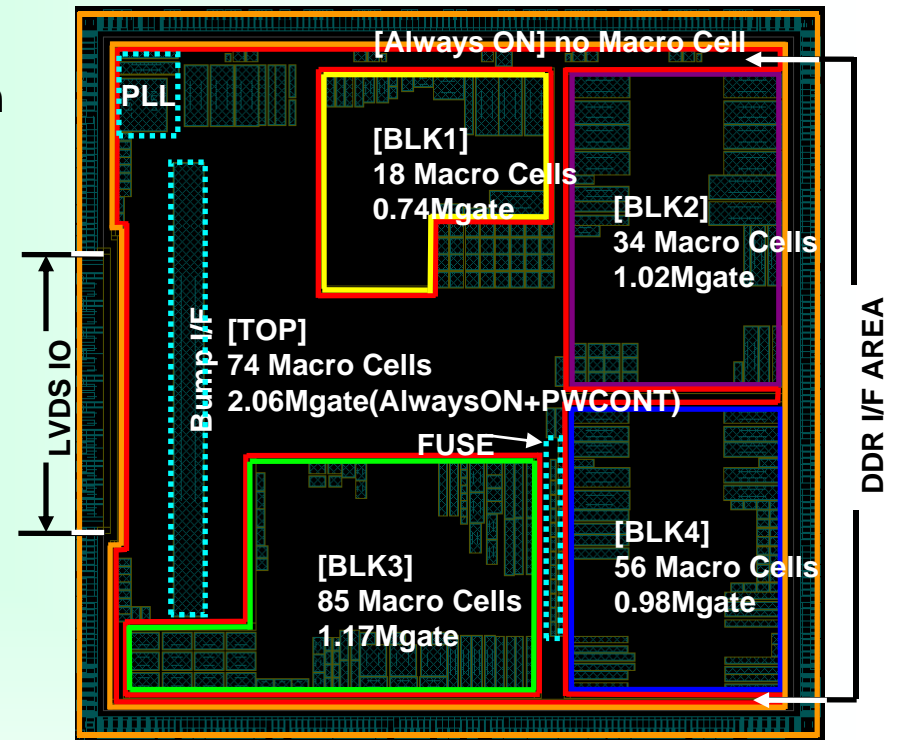 [Always ON] no Macro Cell
PLL
[BLK1]
18 Macro Cells
0.74Mgate
[BLK2]
34 Macro Cells
1.02Mgate
LVDS IO
Bump I/F
[TOP]
74 Macro Cells
2.06Mgate(AlwaysON+PWCONT)
FUSE
DDR I/F AREA
[BLK3]
85 Macro Cells
1.17Mgate
[BLK4]
56 Macro Cells
0.98Mgate